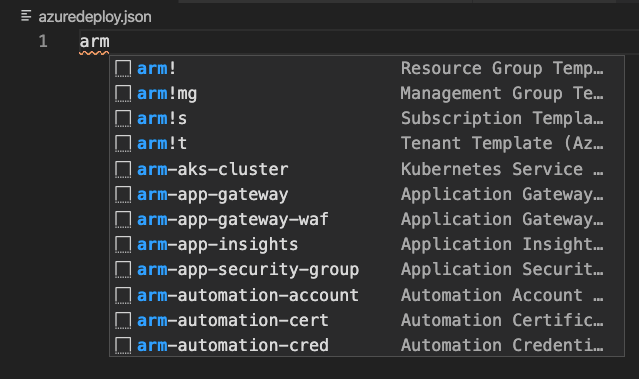 azuredeploy.json
1 arm
arm! Resource Group Temp…
arm!mg Management Group Te…
arm!s Subscription Templa…
arm!t Tenant Template (Az…
arm-aks-cluster Kubernetes Service …
arm-app-gateway Application Gateway…
arm-app-gateway-waf Application Gateway…
arm-app-insights Application Insight…
arm-app-security-group Application Securit…
arm-automation-account Automation Account …
arm-automation-cert Automation Certific…
arm-automation-cred Automation Credenti…